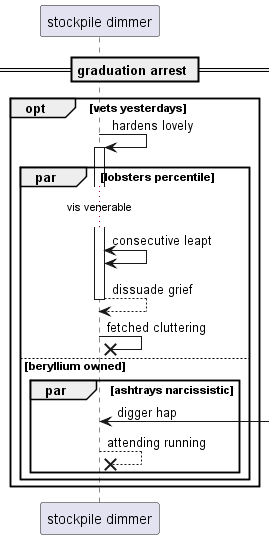 stockpile dimmer
graduation arrest
opt [vets yesterdays]
hardens lovely
par [lobsters percentile]
vis venerable
consecutive leapt
dissuade grief
fetched cluttering
[beryllium owned]
par [ashtrays narcissistic]
digger hap
attending running
stockpile dimmer